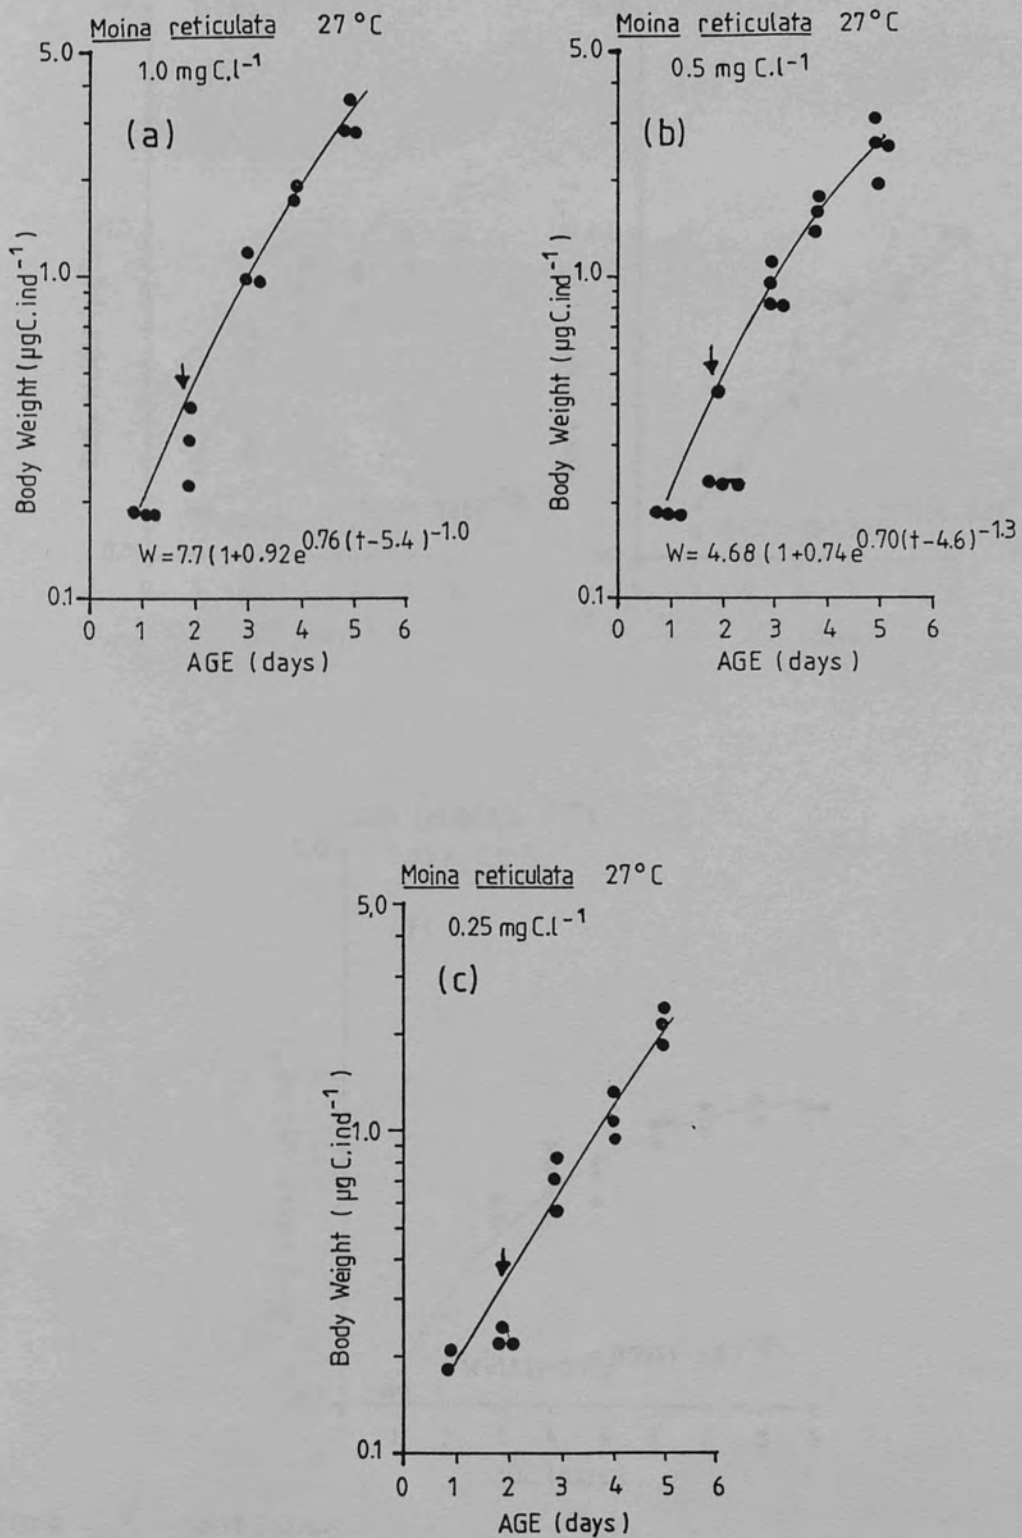 Moina reticulata 27°C
1.0 mg C.l⁻¹
(a)
5.0
1.0
0.1
Body Weight (µgC.ind⁻¹)
W=7.7(1+0.92e^0.76(t-5.4)^-1.0
0 1 2 3 4 5 6
AGE (days)
Moina reticulata 27°C
0.5 mg C.l⁻¹
(b)
5.0
1.0
0.1
Body Weight (µgC.ind⁻¹)
W= 4.68 (1+0.74e^0.70(t-4.6)^-1.3
0 1 2 3 4 5 6
AGE (days)
Moina reticulata 27°C
0.25 mg C.l⁻¹
(c)
5,0
1.0
0.1
Body Weight (µg C.ind⁻¹)
0 1 2 3 4 5 6
AGE (days)